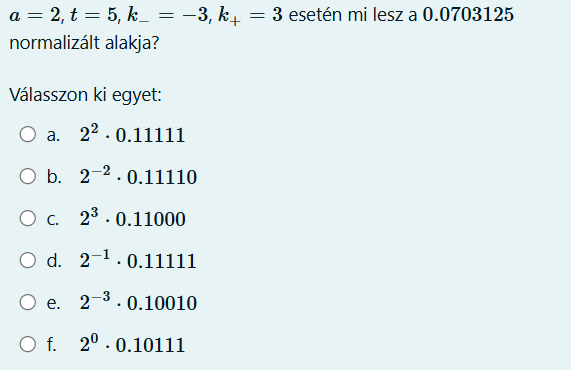 a = 2, t = 5, k₋ = −3, k₊ = 3 esetén mi lesz a 0.0703125
normalizált alakja?
Válasszon ki egyet:
a. 2² · 0.11111
b. 2⁻² · 0.11110
c. 2³ · 0.11000
d. 2⁻¹ · 0.11111
e. 2⁻³ · 0.10010
f. 2⁰ · 0.10111